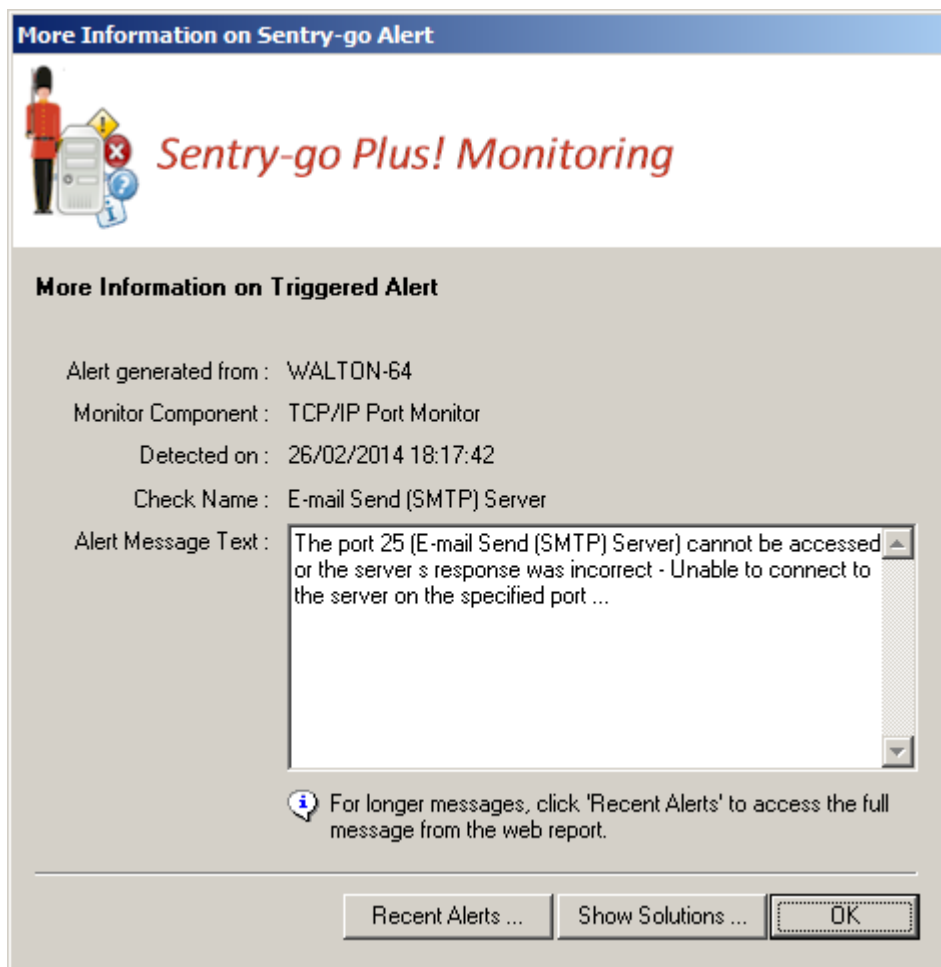 More Information on Sentry-go Alert
Sentry-go Plus! Monitoring
More Information on Triggered Alert
Alert generated from : WALTON-64
Monitor Component : TCP/IP Port Monitor
Detected on : 26/02/2014 18:17:42
Check Name : E-mail Send (SMTP) Server
Alert Message Text : The port 25 (E-mail Send (SMTP) Server) cannot be accessed
or the server s response was incorrect - Unable to connect to
the server on the specified port ...
For longer messages, click 'Recent Alerts' to access the full
message from the web report.
Recent Alerts ... Show Solutions ... OK